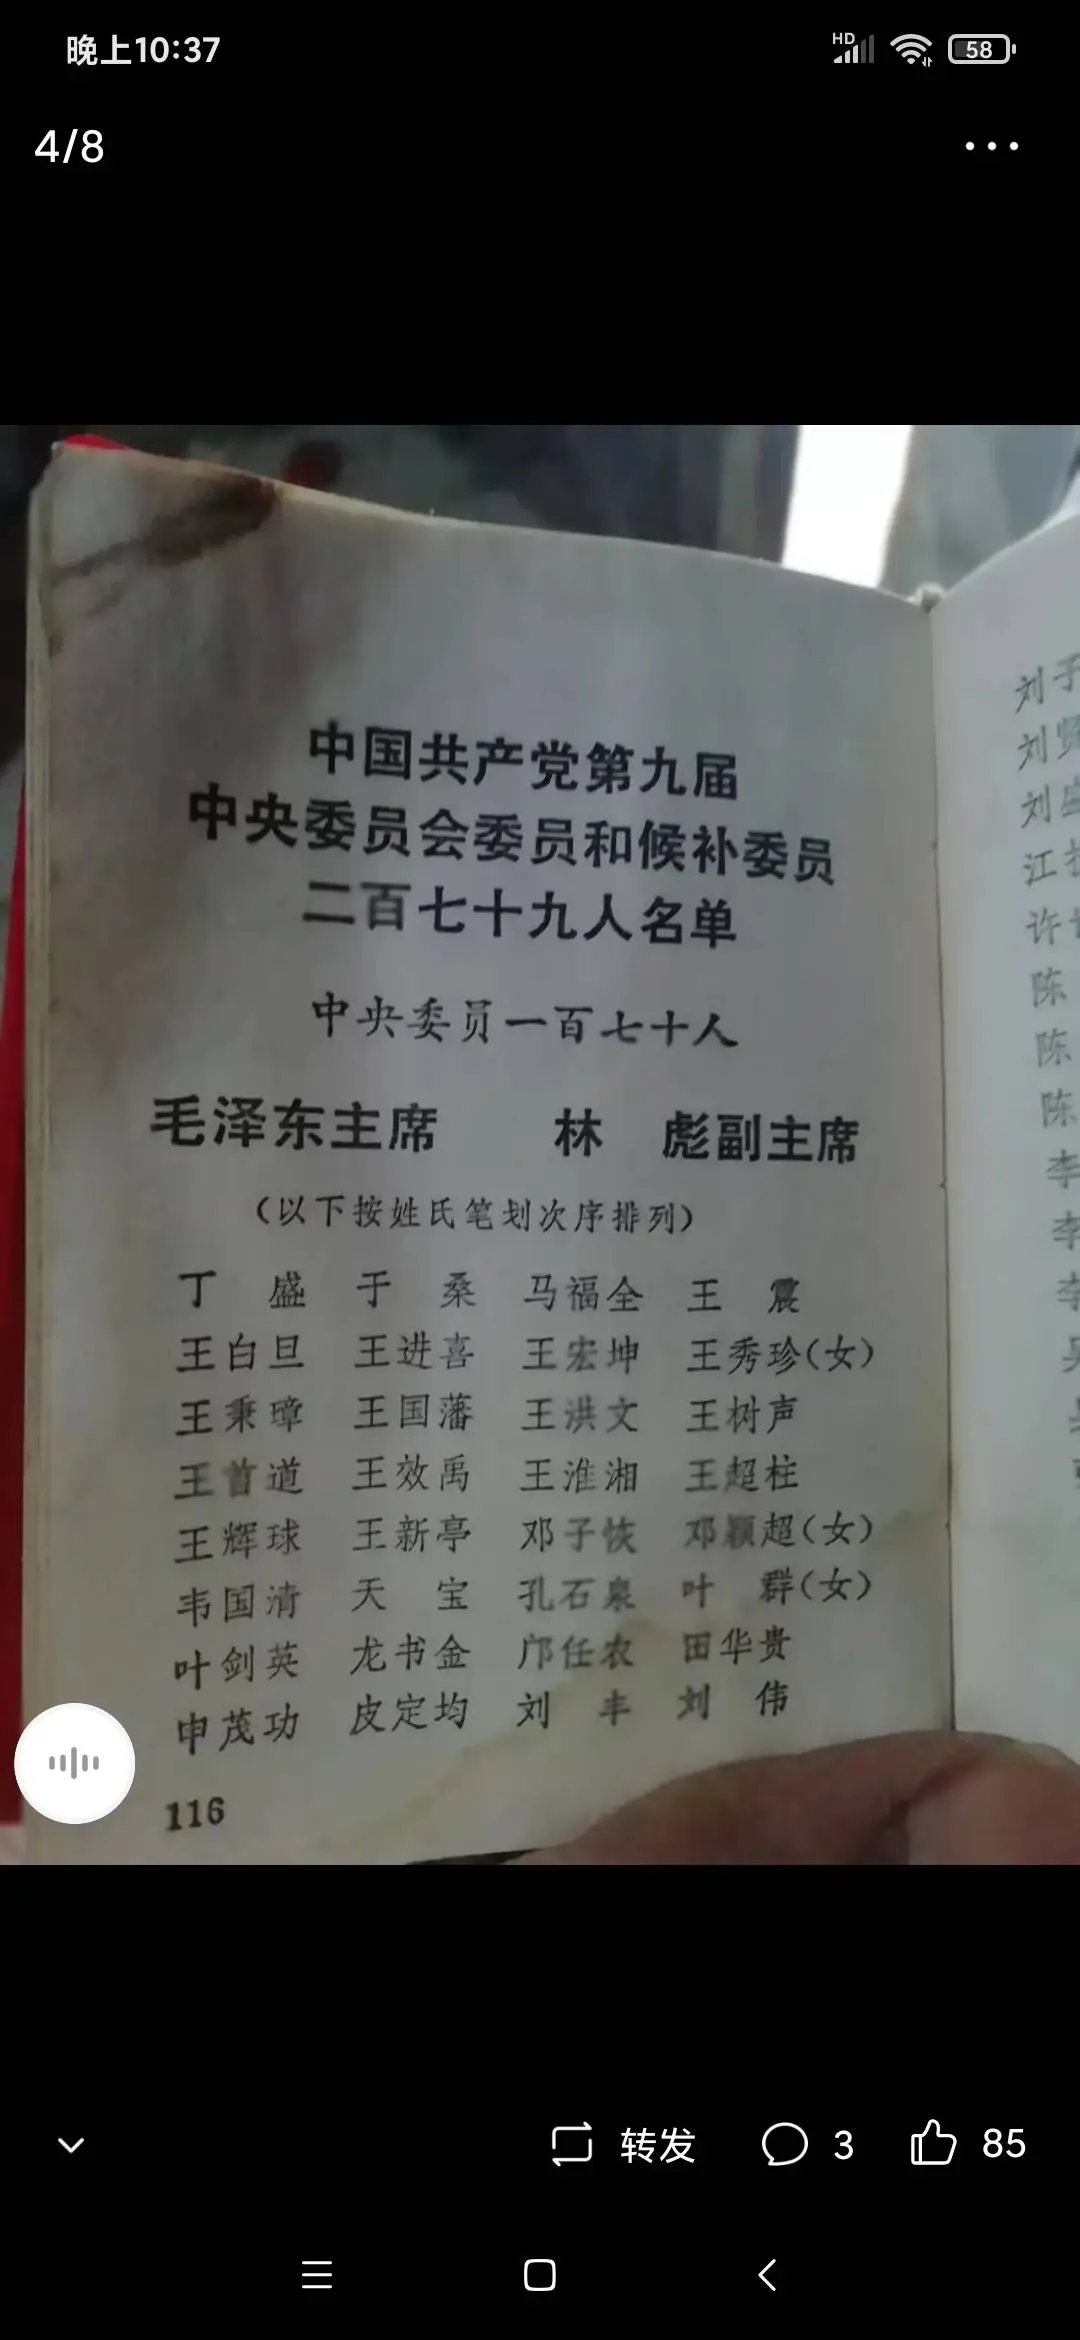 晚上10:37
HD
58
4/8
中国共产党第九届
中央委员会委员和候补委员
二百七十九人名单
中央委员一百七十人
毛泽东主席 林 彪副主席
(以下按姓氏笔划次序排列)
丁 盛 于 桑 马福全 王 震
王白旦 王进喜 王宏坤 王秀珍(女)
王秉璋 王国藩 王洪文 王树声
王首道 王效禹 王淮湘 王超柱
王辉球 王新亭 邓子恢 邓颖超(女)
韦国清 天 宝 孔石泉 叶 群(女)
叶剑英 龙书金 邝任农 田华贵
申茂功 皮定均 刘 丰 刘 伟
116
刘子
刘贤
刘盛
江
许
陈
陈
陈
李
李
李
转发
3
85